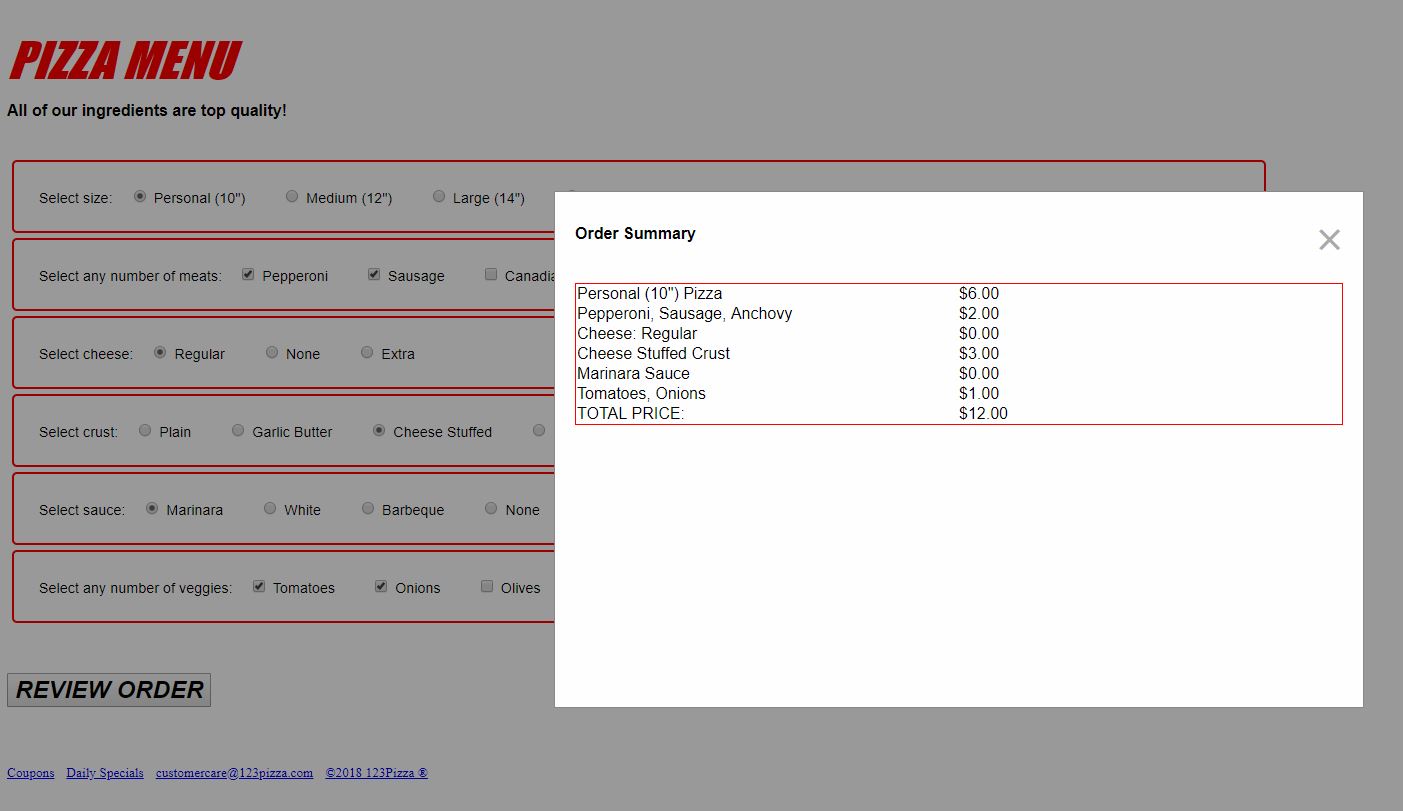 PIZZA MENU
All of our ingredients are top quality!
Select size: Personal (10") Medium (12") Large (14")
Select any number of meats: Pepperoni Sausage Canadia
Select cheese: Regular None Extra
Select crust: Plain Garlic Butter Cheese Stuffed
Select sauce: Marinara White Barbeque None
Select any number of veggies: Tomatoes Onions Olives
REVIEW ORDER
Coupons Daily Specials customercare@123pizza.com ©2018 123Pizza ®
Order Summary
Personal (10") Pizza $6.00
Pepperoni, Sausage, Anchovy $2.00
Cheese: Regular $0.00
Cheese Stuffed Crust $3.00
Marinara Sauce $0.00
Tomatoes, Onions $1.00
TOTAL PRICE: $12.00